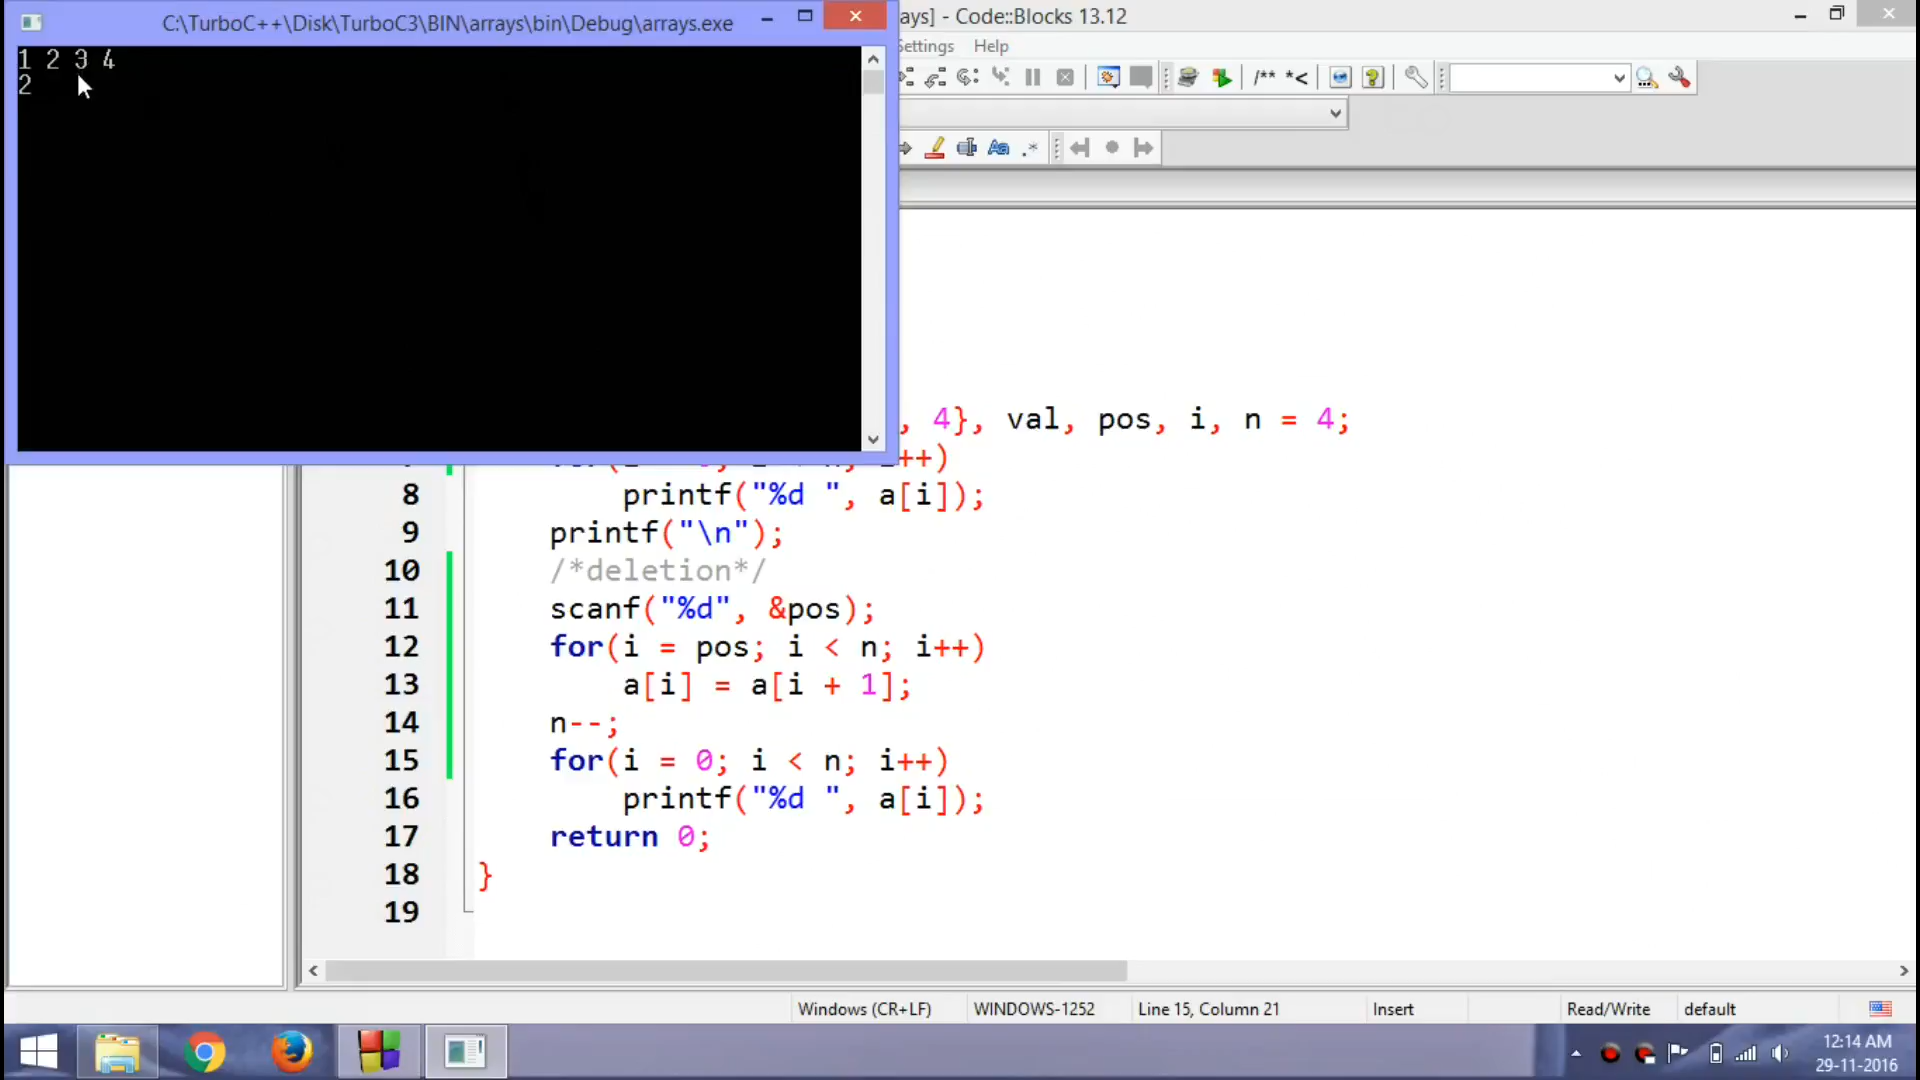 C:\TurboC++\Disk\TurboC3\BIN\arrays\bin\Debug\arrays.exe
ays] - Code::Blocks 13.12
Settings Help
1 2 3 4
2
/** *<
, 4}, val, pos, i, n = 4;
++)
8 printf("%d ", a[i]);
9 printf("\n");
10 /*deletion*/
11 scanf("%d", &pos);
12 for(i = pos; i < n; i++)
13 a[i] = a[i + 1];
14 n--;
15 for(i = 0; i < n; i++)
16 printf("%d ", a[i]);
17 return 0;
18 }
19
Windows (CR+LF) WINDOWS-1252 Line 15, Column 21 Insert Read/Write default
12:14 AM
29-11-2016